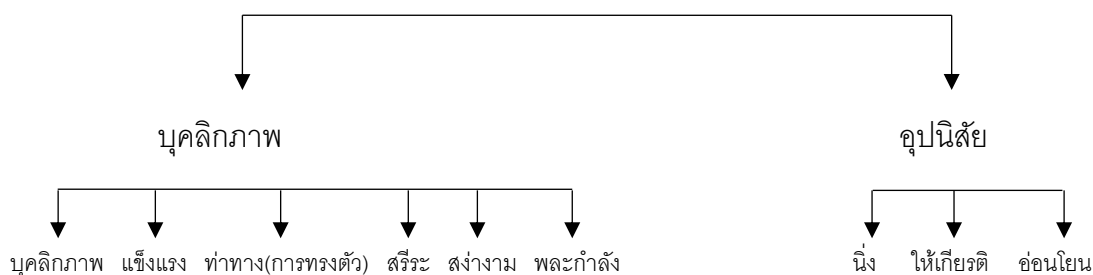 บุคลิกภาพ อุปนิสัย
บุคลิกภาพ แข็งแรง ท่าทาง(การทรงตัว) สรีระ สง่างาม พละกำลัง นิ่ง ให้เกียรติ อ่อนโยน